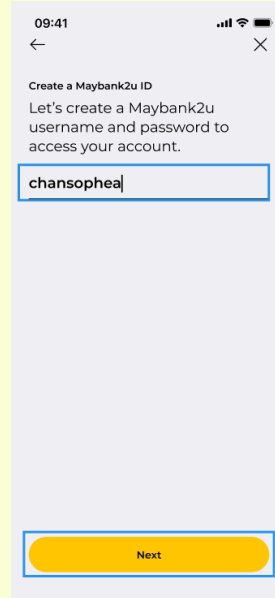 09:41
Create a Maybank2u ID
Let's create a Maybank2u
username and password to
access your account.
chansophea
Next